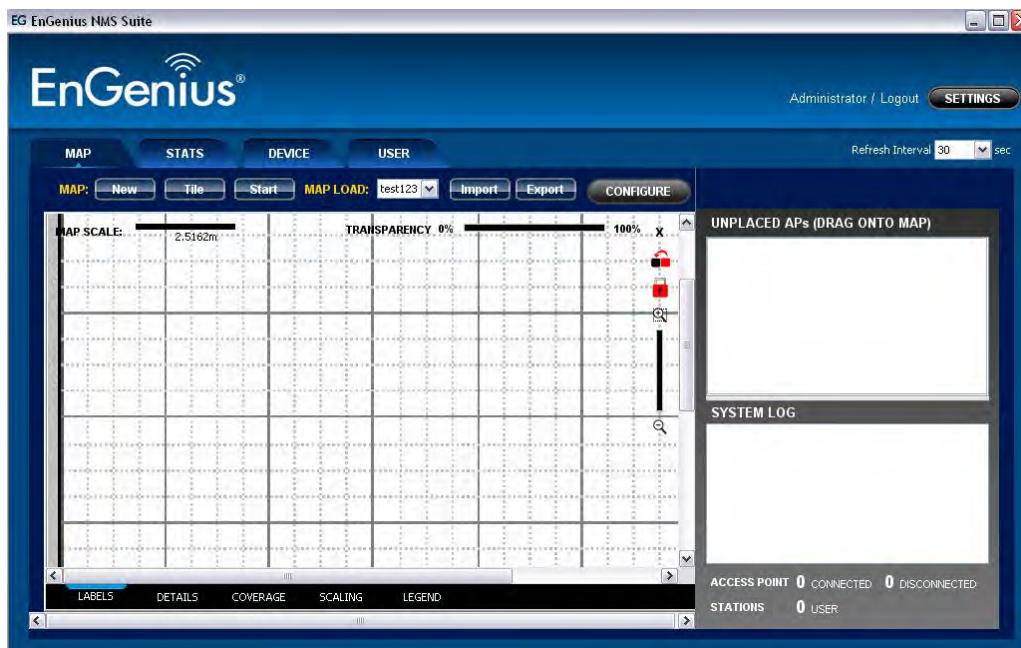 EG EnGenius NMS Suite
EnGenius®
Administrator / Logout SETTINGS
MAP STATS DEVICE USER
Refresh Interval 30 sec
MAP: New Tile Start MAP LOAD: test123 Import Export CONFIGURE
MAP SCALE: 2.5162m TRANSPARENCY 0% 100% X
UNPLACED APs (DRAG ONTO MAP)
SYSTEM LOG
ACCESS POINT 0 CONNECTED 0 DISCONNECTED
STATIONS 0 USER
LABELS DETAILS COVERAGE SCALING LEGEND